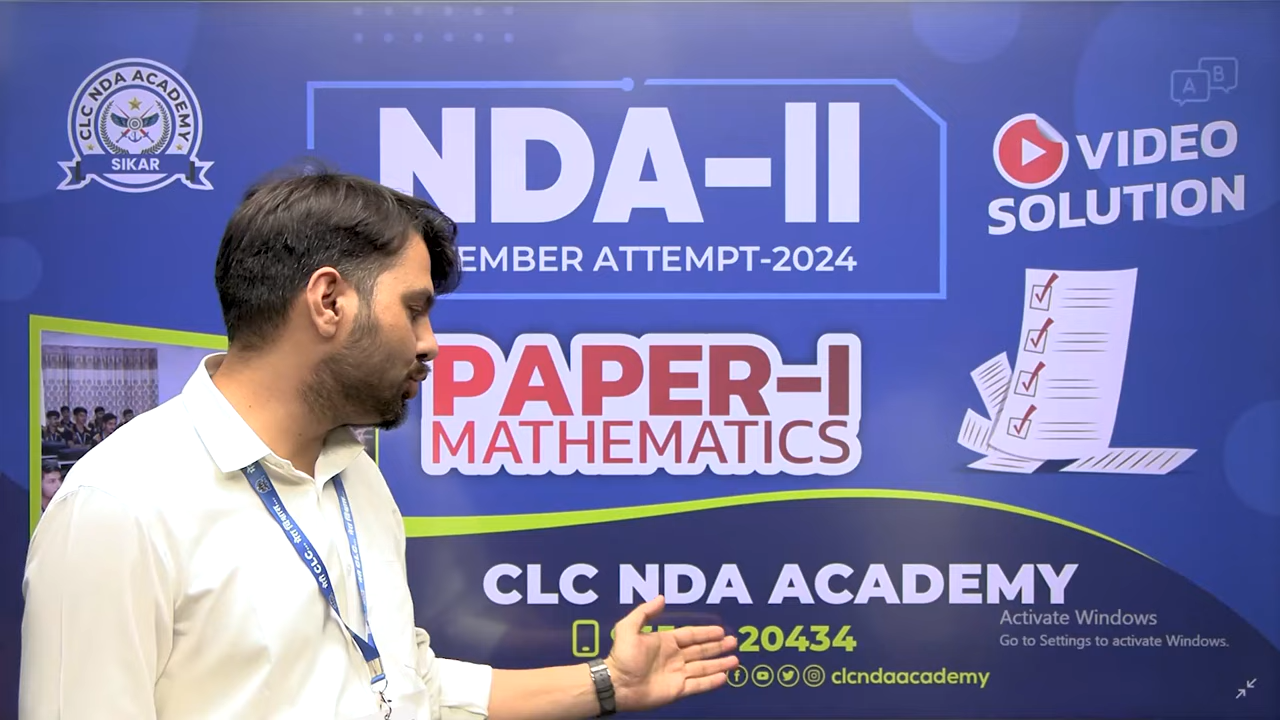 CLC NDA ACADEMY
SIKAR
NDA-II
EMBER ATTEMPT-2024
A B
VIDEO
SOLUTION
PAPER-I
MATHEMATICS
CLC NDA ACADEMY
20434
clcndaacademy
Activate Windows
Go to Settings to activate Windows.
CLC